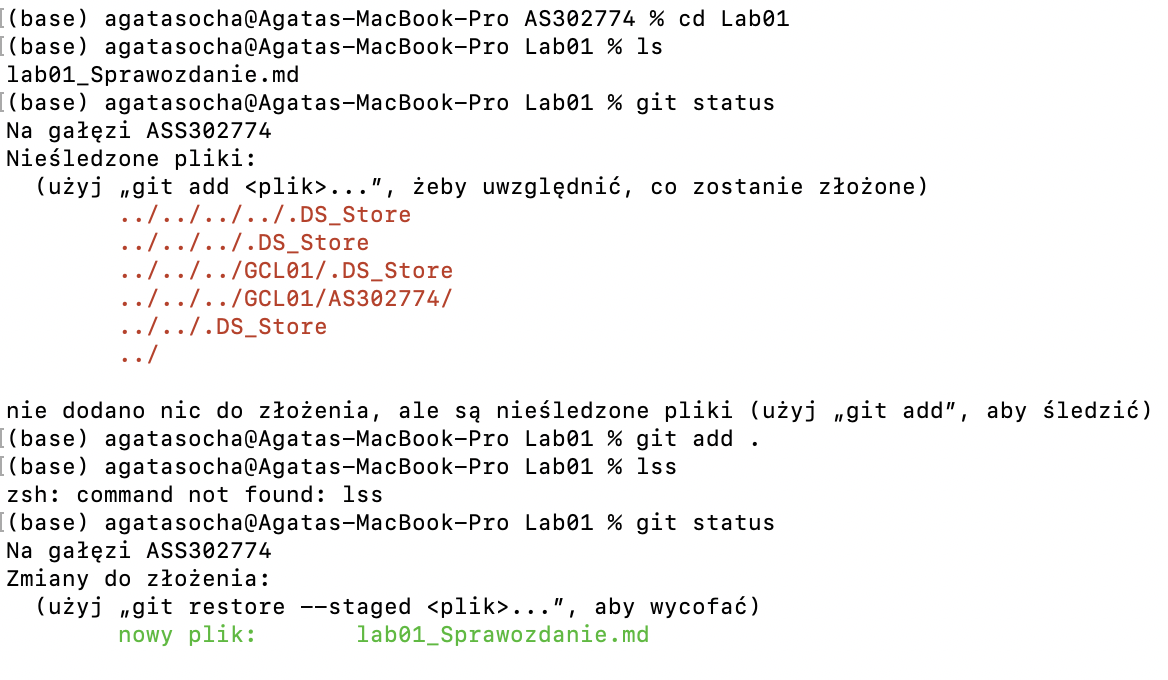 [(base) agatasocha@Agatas-MacBook-Pro AS302774 % cd Lab01
[(base) agatasocha@Agatas-MacBook-Pro Lab01 % ls
lab01_Sprawozdanie.md
[(base) agatasocha@Agatas-MacBook-Pro Lab01 % git status
Na gałęzi ASS302774
Nieśledzone pliki:
  (użyj „git add <plik>...”, żeby uwzględnić, co zostanie złożone)
        ../../../../.DS_Store
        ../../../.DS_Store
        ../../../GCL01/.DS_Store
        ../../../GCL01/AS302774/
        ../../.DS_Store
        ../

nie dodano nic do złożenia, ale są nieśledzone pliki (użyj „git add”, aby śledzić)
[(base) agatasocha@Agatas-MacBook-Pro Lab01 % git add .
[(base) agatasocha@Agatas-MacBook-Pro Lab01 % lss
zsh: command not found: lss
[(base) agatasocha@Agatas-MacBook-Pro Lab01 % git status
Na gałęzi ASS302774
Zmiany do złożenia:
  (użyj „git restore --staged <plik>...”, aby wycofać)
        nowy plik:       lab01_Sprawozdanie.md